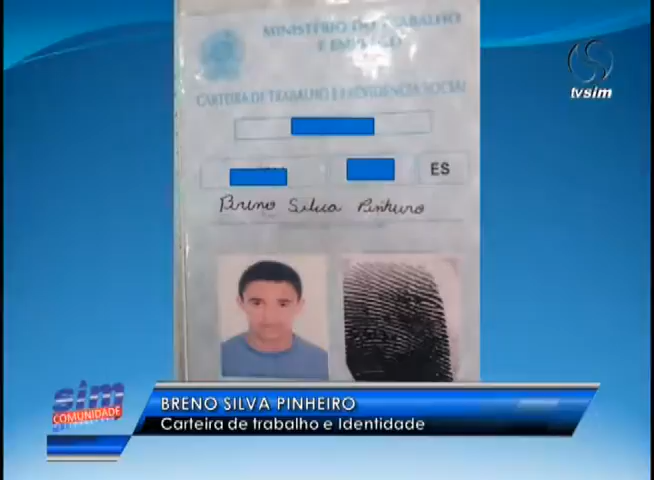 MINISTÉRIO DO TRABALHO
E EMPREGO
tvsim
CARTEIRA DE TRABALHO E PREVIDÊNCIA SOCIAL
ES
Breno Silva Pinheiro
sim
COMUNIDADE
BRENO SILVA PINHEIRO
Carteira de trabalho e Identidade